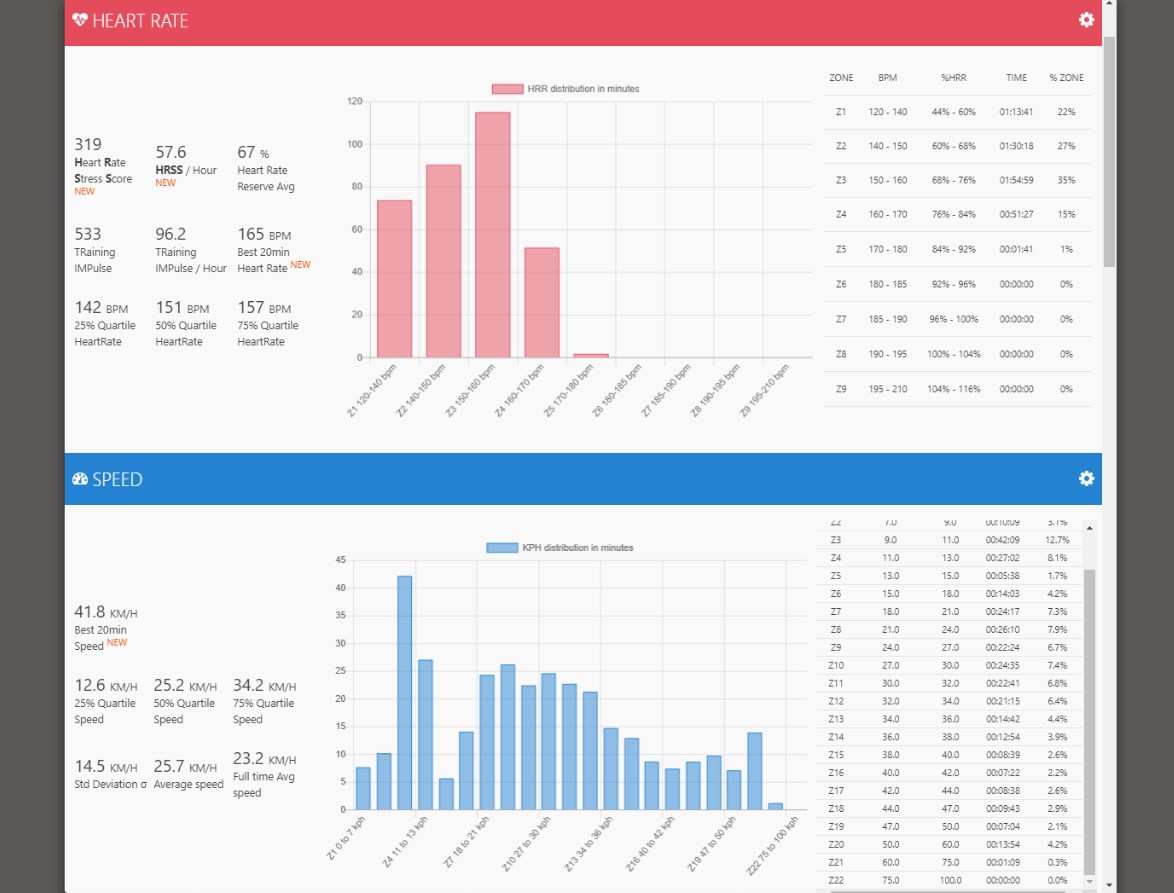 HEART RATE
319
Heart Rate
Stress Score
NEW
57.6
HRSS / Hour
NEW
67 %
Heart Rate
Reserve Avg
533
TRaining
IMPulse
96.2
TRaining
IMPulse / Hour
165 BPM
Best 20min
Heart Rate NEW
142 BPM
25% Quartile
HeartRate
151 BPM
50% Quartile
HeartRate
157 BPM
75% Quartile
HeartRate
HRR distribution in minutes
120
100
80
60
40
20
0
Z1 120-140 bpm
Z2 140-150 bpm
Z3 150-160 bpm
Z4 160-170 bpm
Z5 170-180 bpm
Z6 180-185 bpm
Z7 185-190 bpm
Z8 190-195 bpm
Z9 195-210 bpm
ZONE BPM %HRR TIME % ZONE
Z1 120 - 140 44% - 60% 01:13:41 22%
Z2 140 - 150 60% - 68% 01:30:18 27%
Z3 150 - 160 68% - 76% 01:54:59 35%
Z4 160 - 170 76% - 84% 00:51:27 15%
Z5 170 - 180 84% - 92% 00:01:41 1%
Z6 180 - 185 92% - 96% 00:00:00 0%
Z7 185 - 190 96% - 100% 00:00:00 0%
Z8 190 - 195 100% - 104% 00:00:00 0%
Z9 195 - 210 104% - 116% 00:00:00 0%
SPEED
41.8 KM/H
Best 20min
Speed NEW
12.6 KM/H
25% Quartile
Speed
25.2 KM/H
50% Quartile
Speed
34.2 KM/H
75% Quartile
Speed
14.5 KM/H
Std Deviation σ
25.7 KM/H
Average speed
23.2 KM/H
Full time Avg
speed
KPH distribution in minutes
45
40
35
30
25
20
15
10
5
0
Z1 0 to 7 kph
Z4 11 to 13 kph
Z7 18 to 21 kph
Z10 27 to 30 kph
Z13 34 to 36 kph
Z16 40 to 42 kph
Z19 47 to 50 kph
Z22 75 to 100 kph
Z2 7.0 9.0 00:10:09 3.1%
Z3 9.0 11.0 00:42:09 12.7%
Z4 11.0 13.0 00:27:02 8.1%
Z5 13.0 15.0 00:05:38 1.7%
Z6 15.0 18.0 00:14:03 4.2%
Z7 18.0 21.0 00:24:17 7.3%
Z8 21.0 24.0 00:26:10 7.9%
Z9 24.0 27.0 00:22:24 6.7%
Z10 27.0 30.0 00:24:35 7.4%
Z11 30.0 32.0 00:22:41 6.8%
Z12 32.0 34.0 00:21:15 6.4%
Z13 34.0 36.0 00:14:42 4.4%
Z14 36.0 38.0 00:12:54 3.9%
Z15 38.0 40.0 00:08:39 2.6%
Z16 40.0 42.0 00:07:22 2.2%
Z17 42.0 44.0 00:08:38 2.6%
Z18 44.0 47.0 00:09:43 2.9%
Z19 47.0 50.0 00:07:04 2.1%
Z20 50.0 60.0 00:13:54 4.2%
Z21 60.0 75.0 00:01:09 0.3%
Z22 75.0 100.0 00:00:00 0.0%